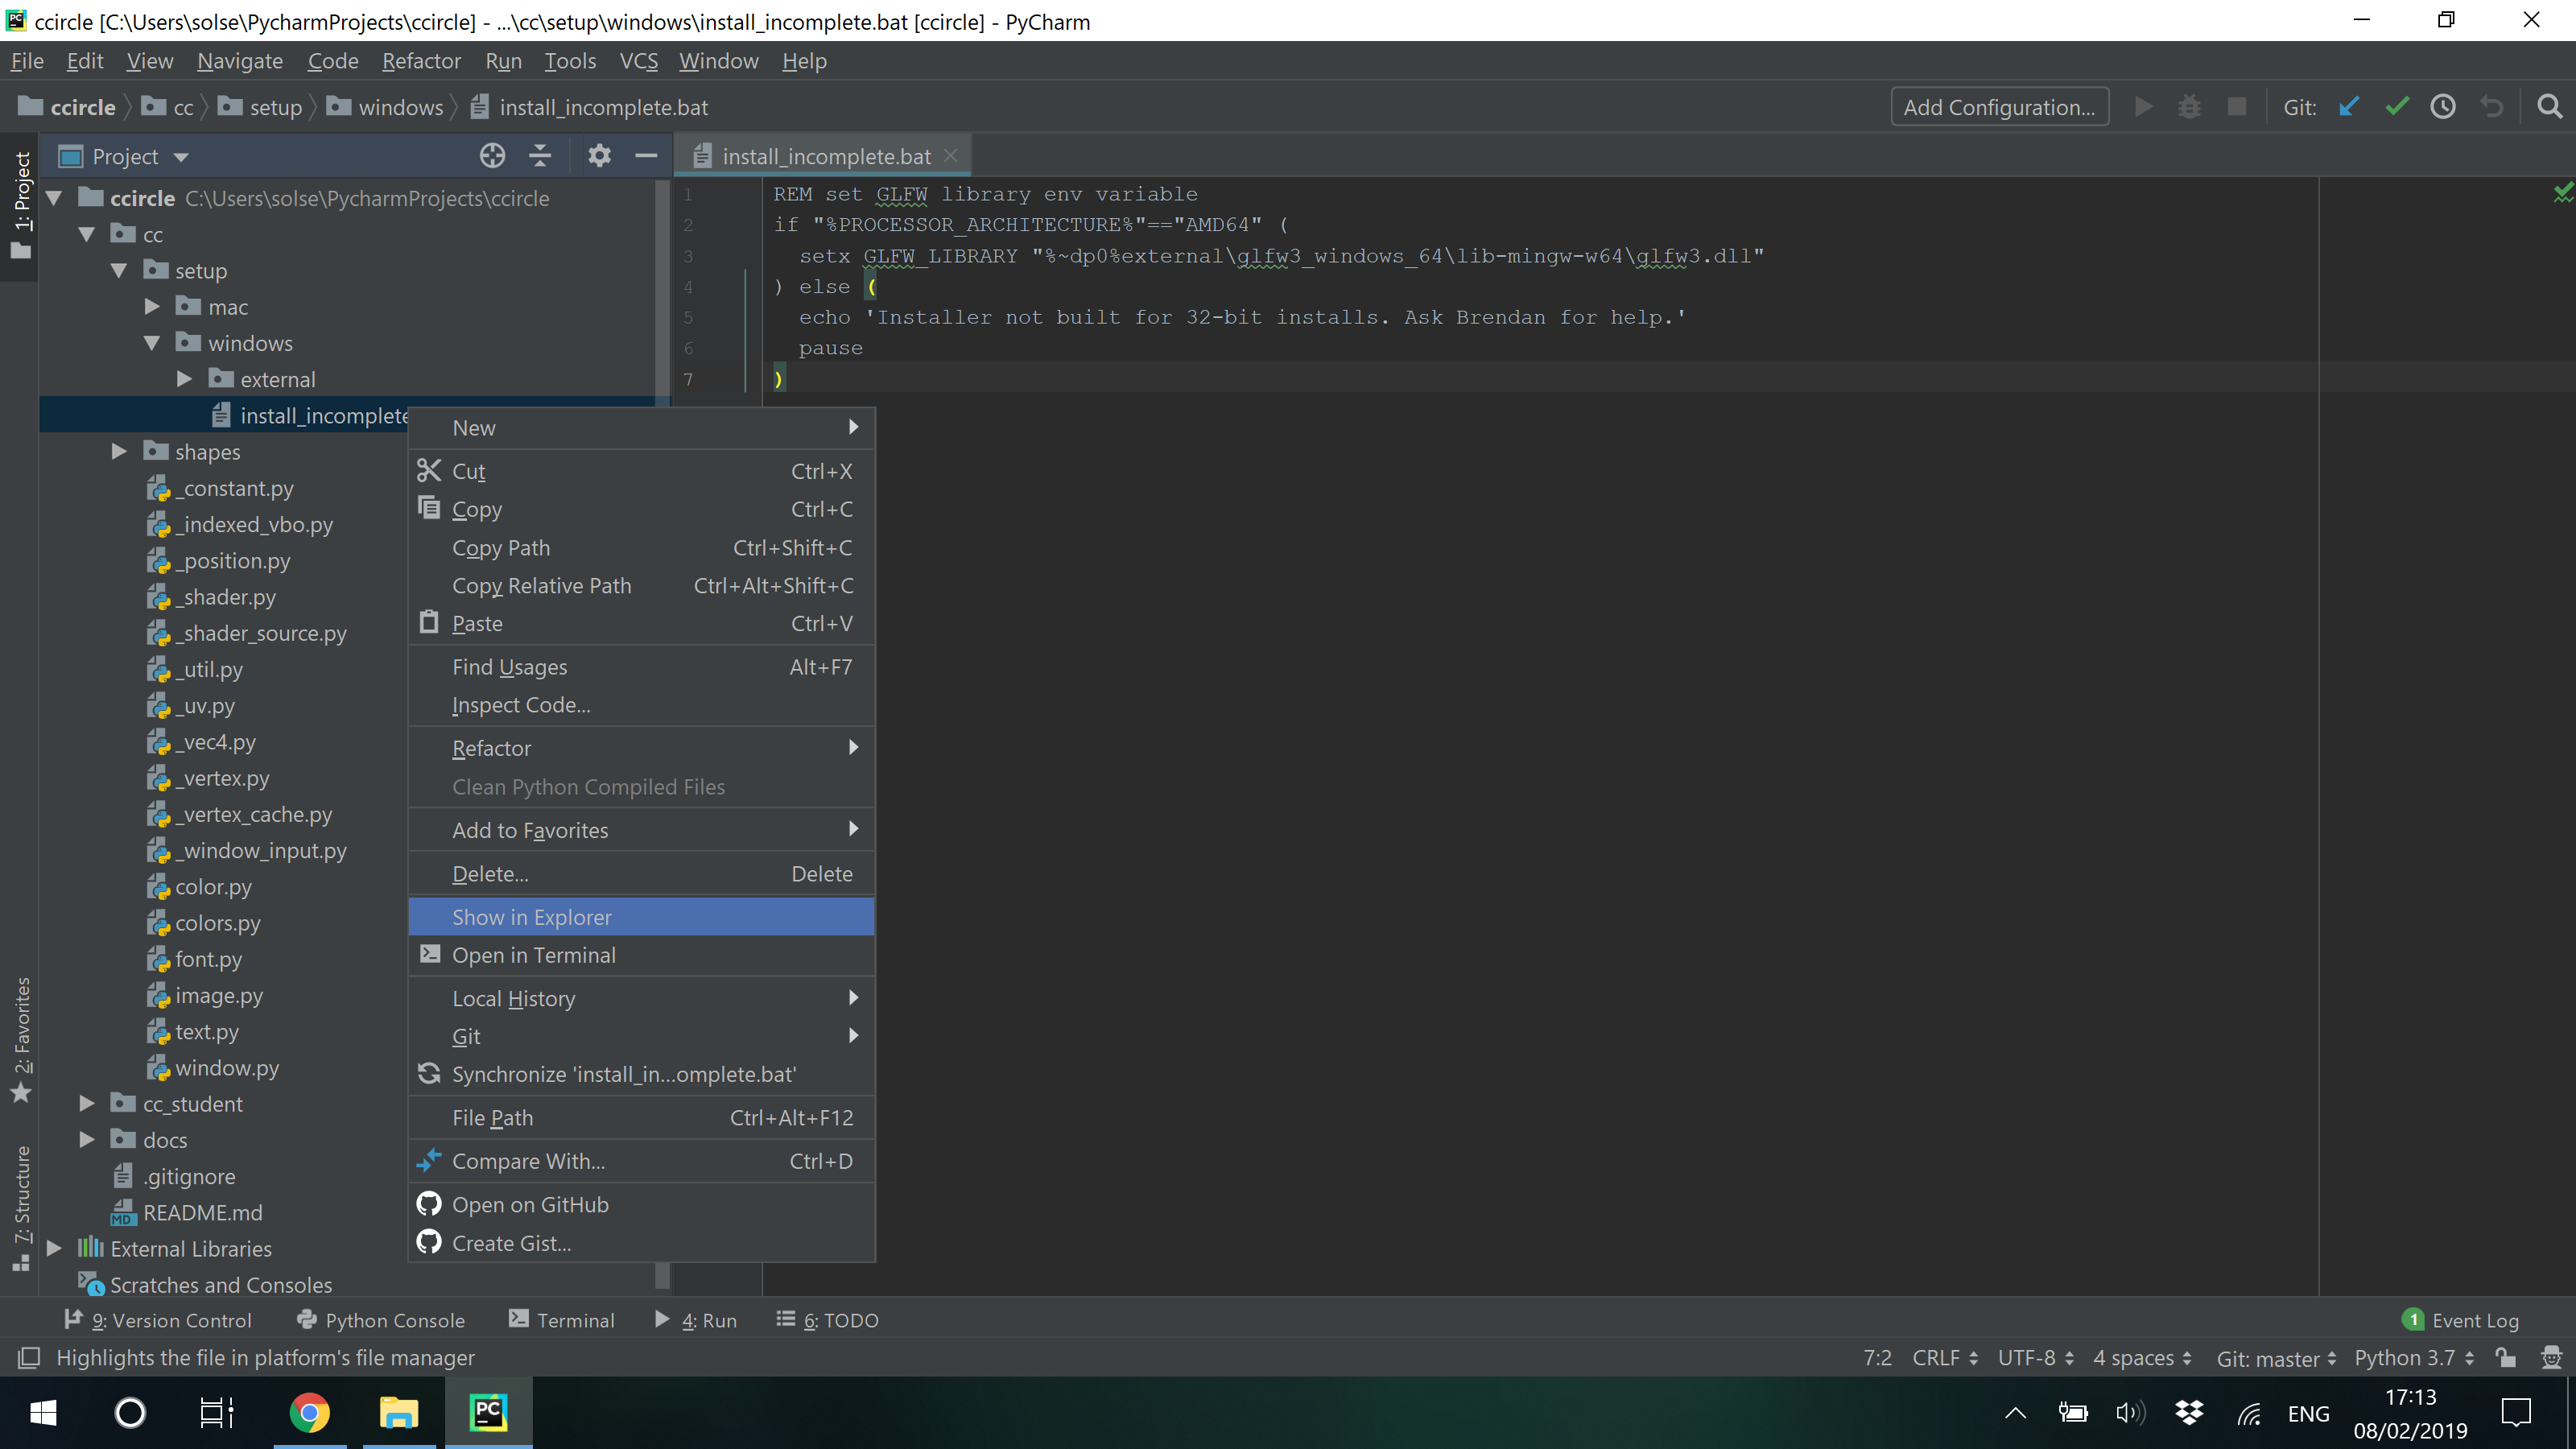 ccircle [C:\Users\solse\PycharmProjects\ccircle] - ...\cc\setup\windows\install_incomplete.bat [ccircle] - PyCharm
File Edit View Navigate Code Refactor Run Tools VCS Window Help
ccircle cc setup windows install_incomplete.bat Add Configuration... Git:
1: Project
Project
install_incomplete.bat
ccircle C:\Users\solse\PycharmProjects\ccircle
cc
setup
mac
windows
external
install_incomplete
shapes
_constant.py
_indexed_vbo.py
_position.py
_shader.py
_shader_source.py
_util.py
_uv.py
_vec4.py
_vertex.py
_vertex_cache.py
_window_input.py
color.py
colors.py
font.py
image.py
text.py
window.py
cc_student
docs
.gitignore
README.md
External Libraries
Scratches and Consoles
2: Favorites
7: Structure
1 REM set GLFW library env variable
2 if "%PROCESSOR_ARCHITECTURE%"=="AMD64" (
3 setx GLFW_LIBRARY "%~dp0%external\glfw3_windows_64\lib-mingw-w64\glfw3.dll"
4 ) else (
5 echo 'Installer not built for 32-bit installs. Ask Brendan for help.'
6 pause
7 )
New
Cut Ctrl+X
Copy Ctrl+C
Copy Path Ctrl+Shift+C
Copy Relative Path Ctrl+Alt+Shift+C
Paste Ctrl+V
Find Usages Alt+F7
Inspect Code...
Refactor
Clean Python Compiled Files
Add to Favorites
Delete... Delete
Show in Explorer
Open in Terminal
Local History
Git
Synchronize 'install_in...omplete.bat'
File Path Ctrl+Alt+F12
Compare With... Ctrl+D
Open on GitHub
Create Gist...
9: Version Control Python Console Terminal 4: Run 6: TODO 1 Event Log
Highlights the file in platform's file manager 7:2 CRLF UTF-8 4 spaces Git: master Python 3.7
ENG
17:13
08/02/2019